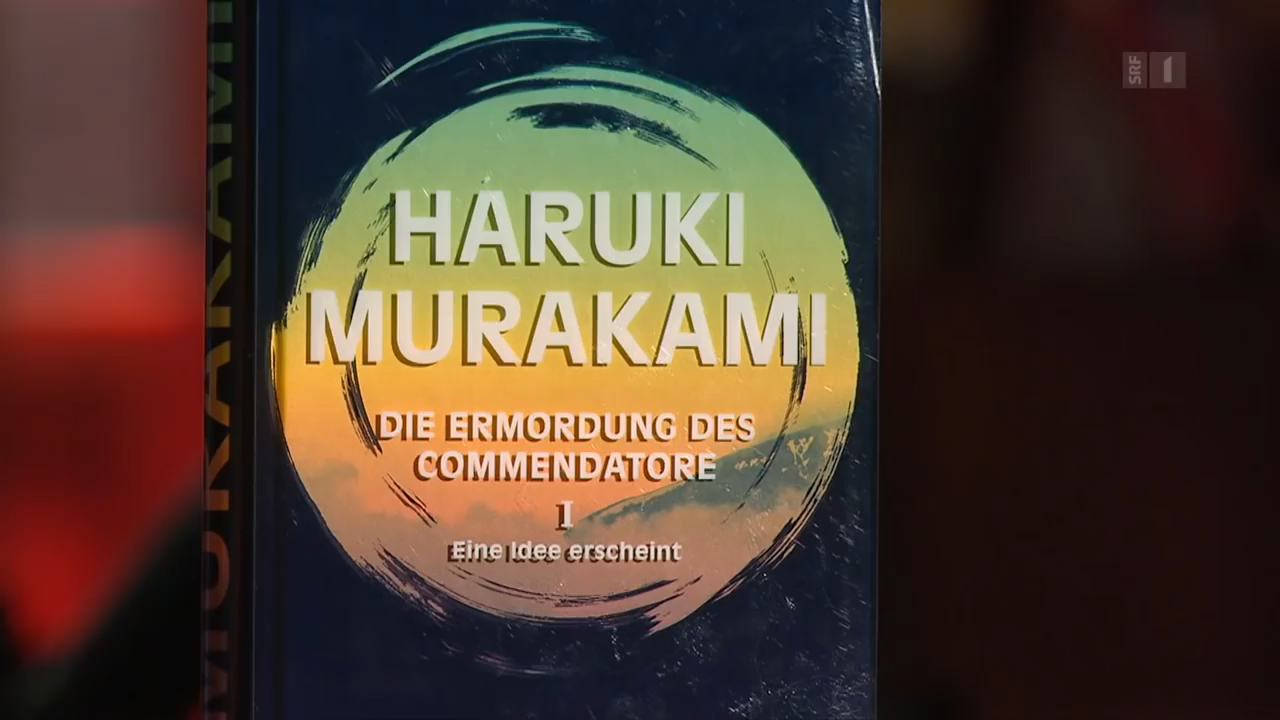 HARUKI
MURAKAMI
DIE ERMORDUNG DES
COMMENDATORE
I
Eine Idee erscheint
MURAKAMI
SRF 1